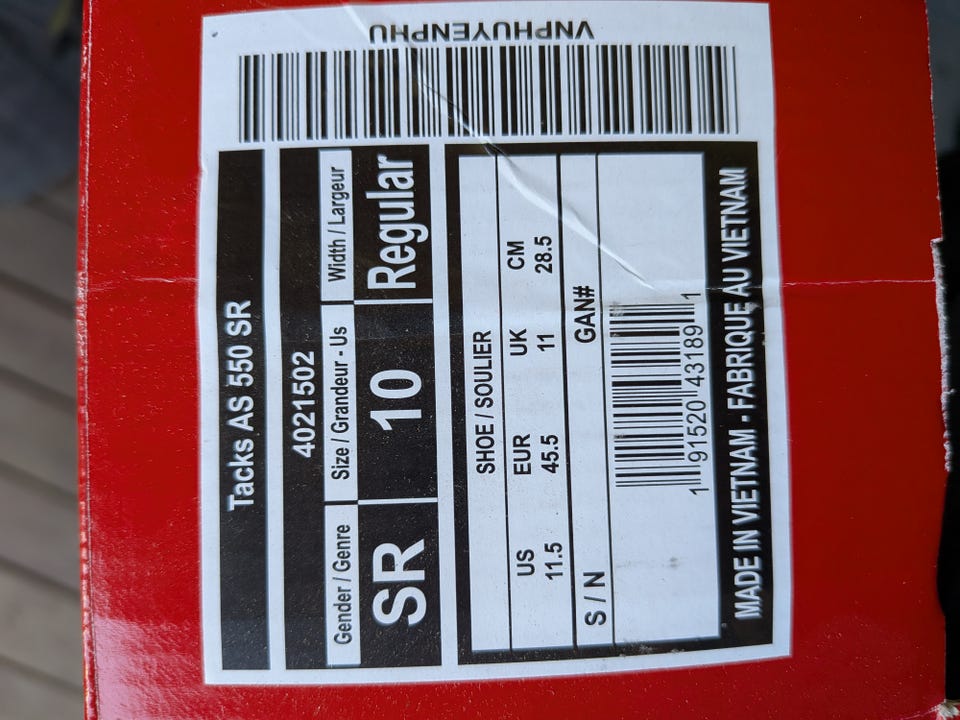 Tacks AS 550 SR
4021502
Gender / Genre Size / Grandeur - Us Width / Largeur
SR 10 Regular
SHOE / SOULIER
US EUR UK CM
11.5 45.5 11 28.5
S / N GAN#
1 91520 43189 1
MADE IN VIETNAM - FABRIQUE AU VIETNAM
VNPHUYENPHU